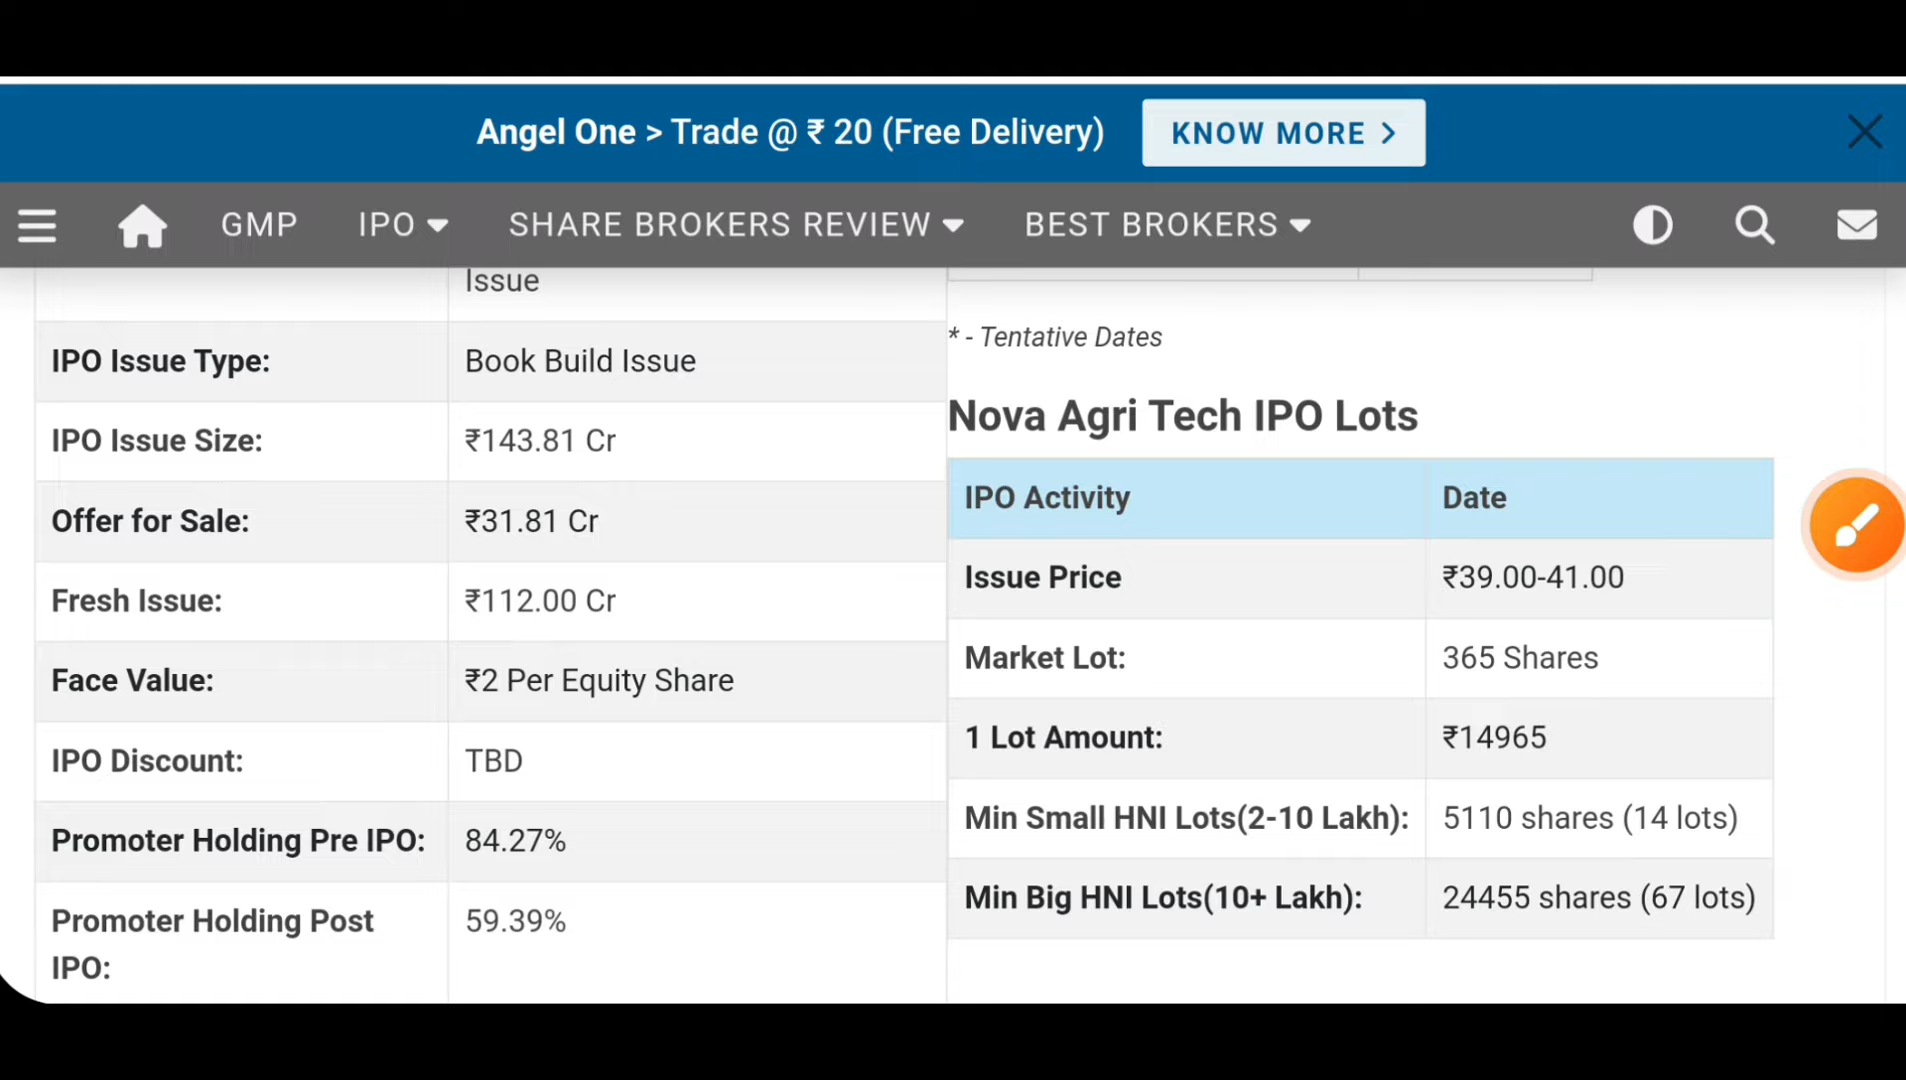 Angel One > Trade @ ₹ 20 (Free Delivery)
KNOW MORE >
GMP
IPO
SHARE BROKERS REVIEW
BEST BROKERS
Issue
IPO Issue Type: Book Build Issue
IPO Issue Size: ₹143.81 Cr
Offer for Sale: ₹31.81 Cr
Fresh Issue: ₹112.00 Cr
Face Value: ₹2 Per Equity Share
IPO Discount: TBD
Promoter Holding Pre IPO: 84.27%
Promoter Holding Post 59.39%
IPO:
* - Tentative Dates
Nova Agri Tech IPO Lots
IPO Activity Date
Issue Price ₹39.00-41.00
Market Lot: 365 Shares
1 Lot Amount: ₹14965
Min Small HNI Lots(2-10 Lakh): 5110 shares (14 lots)
Min Big HNI Lots(10+ Lakh): 24455 shares (67 lots)